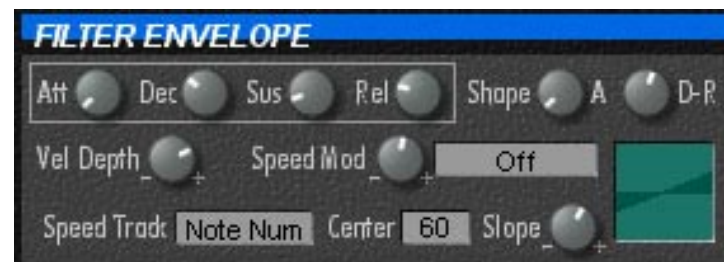 FILTER ENVELOPE
Att Dec Sus Rel Shape A D-R
Vel Depth - + Speed Mod - + Off
Speed Track Note Num Center 60 Slope - +